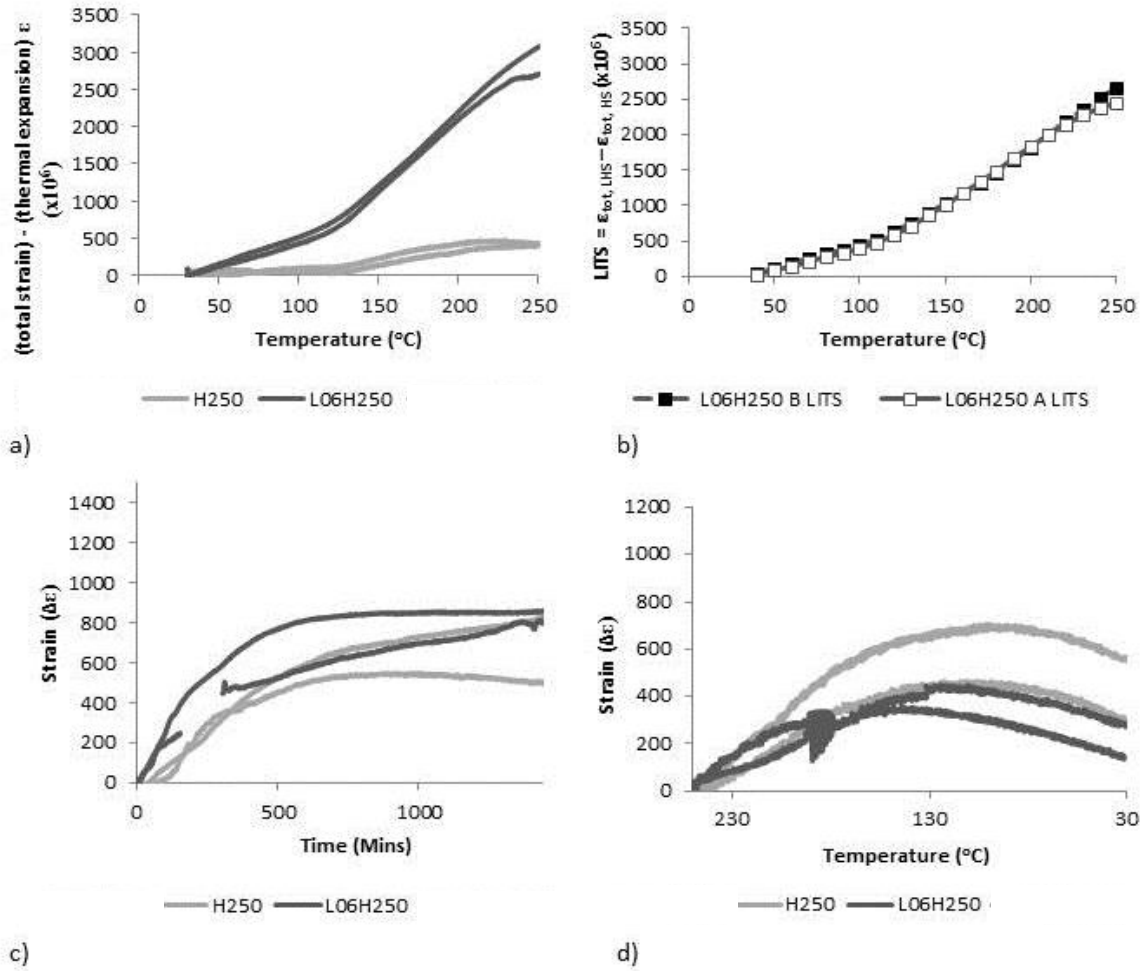 (total strain) - (thermal expansion) ε
(x10⁶)
3500
3000
2500
2000
1500
1000
500
0
0 50 100 150 200 250
Temperature (°C)
H250 L06H250
a)
LITS = ε tot, LHS – ε tot, HS (x10⁶)
3500
3000
2500
2000
1500
1000
500
0
0 50 100 150 200 250
Temperature (°C)
L06H250 B LITS L06H250 A LITS
b)
Strain (Δε)
1400
1200
1000
800
600
400
200
0
0 500 1000
Time (Mins)
H250 L06H250
c)
Strain (Δε)
1200
1000
800
600
400
200
0
230 130 30
Temperature (°C)
H250 L06H250
d)